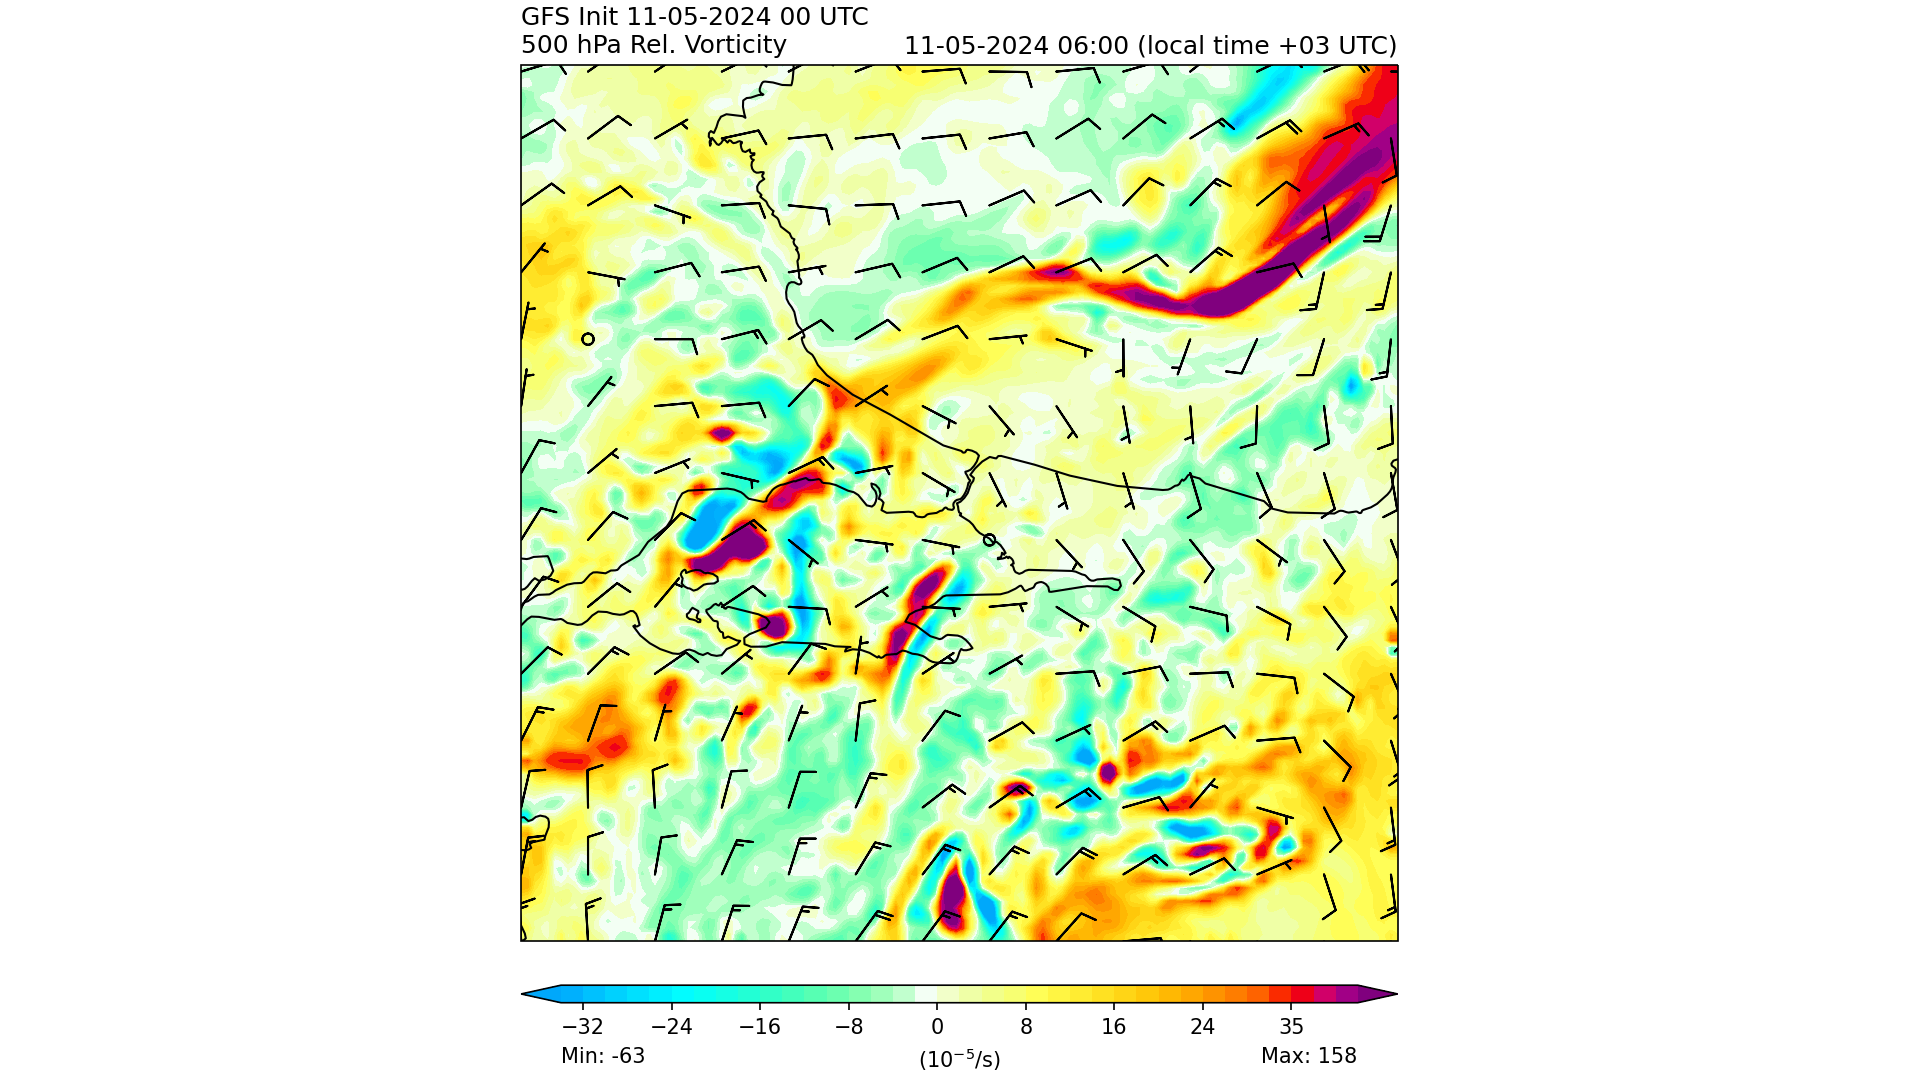 GFS Init 11-05-2024 00 UTC
500 hPa Rel. Vorticity
11-05-2024 06:00 (local time +03 UTC)
−32 −24 −16 −8 0 8 16 24 35
Min: -63 (10⁻⁵/s) Max: 158